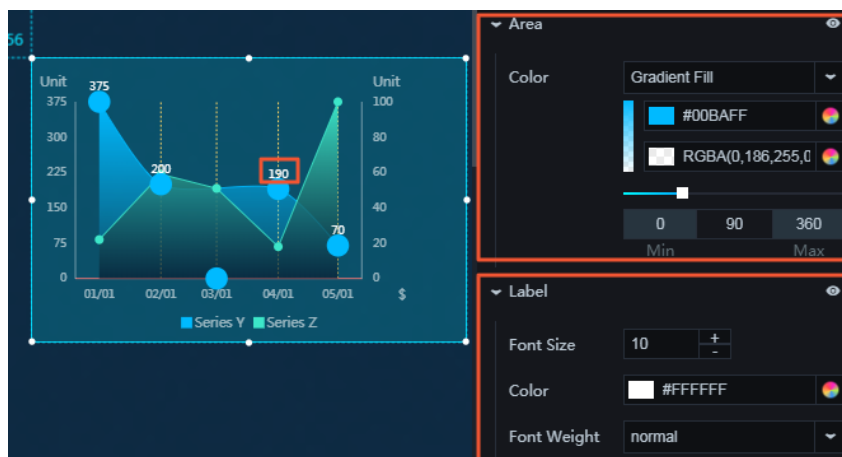 56
Unit
Unit
375
375
300
225
150
75
0
200
190
70
100
80
60
40
20
0
01/01 02/01 03/01 04/01 05/01 $
Series Y Series Z
Area
Color Gradient Fill
#00BAFF
RGBA(0,186,255,0
0 90 360
Min Max
Label
Font Size 10 + -
Color #FFFFFF
Font Weight normal